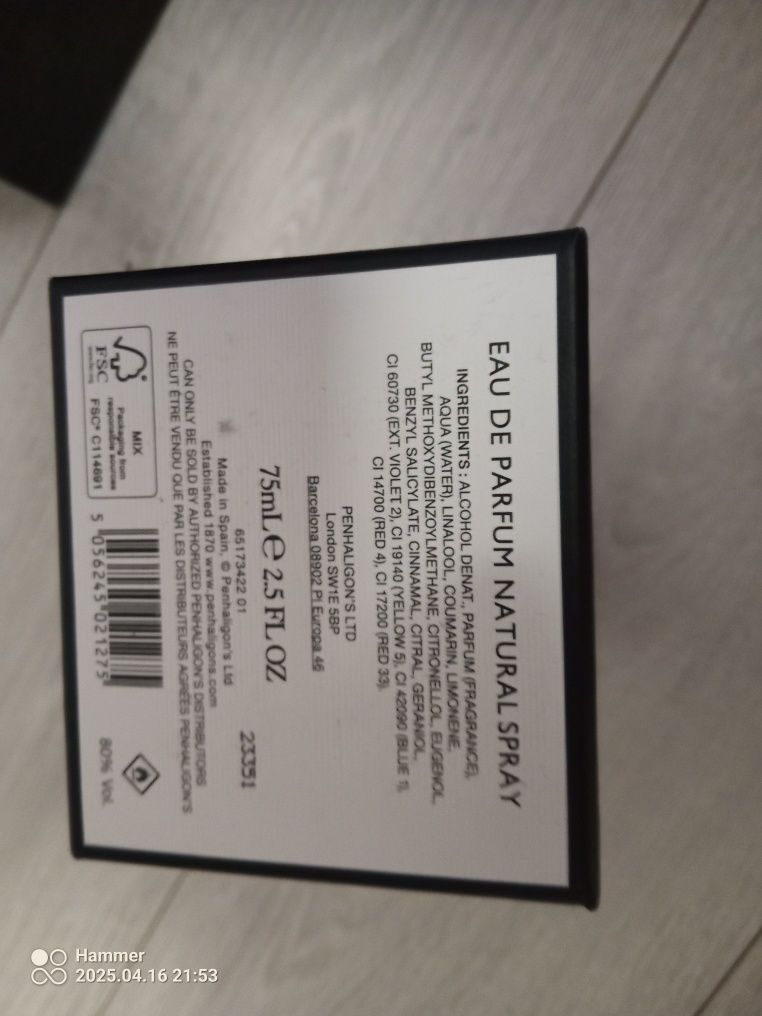 EAU DE PARFUM NATURAL SPRAY
INGREDIENTS : ALCOHOL DENAT., PARFUM (FRAGRANCE),
AQUA (WATER), LINALOOL, COUMARIN, LIMONENE,
BUTYL METHOXYDIBENZOYLMETHANE, CITRONELLOL, EUGENOL,
BENZYL SALICYLATE, CINNAMAL, CITRAL, GERANIOL,
CI 60730 (EXT. VIOLET 2), CI 19140 (YELLOW 5), CI 42090 (BLUE 1),
CI 14700 (RED 4), CI 17200 (RED 33).
PENHALIGON'S LTD
London SW1E 5BP
Barcelona 08902 Pl Europa 46
75mL e 2.5 FL OZ
65173422 01
23351
Made in Spain, © Penhaligon's Ltd
Established 1870 www.penhaligons.com
CAN ONLY BE SOLD BY AUTHORIZED PENHALIGON'S DISTRIBUTORS
NE PEUT ÊTRE VENDU QUE PAR LES DISTRIBUTEURS AGRÉÉS PENHALIGON'S
FSC
www.fsc.org
MIX
Packaging from
responsible sources
FSC® C114691
5 056245 021275
80% Vol.
Hammer
2025.04.16 21:53